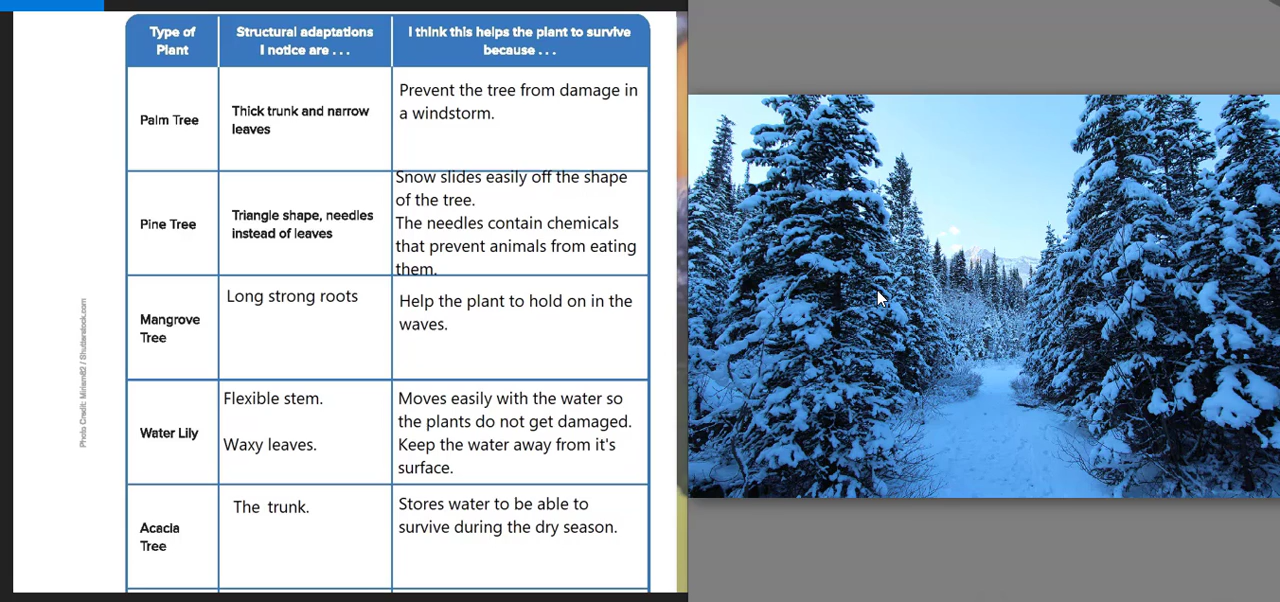 Type of Plant
Structural adaptations I notice are . . .
I think this helps the plant to survive because . . .
Palm Tree
Thick trunk and narrow
leaves
Prevent the tree from damage in
a windstorm.
Pine Tree
Triangle shape, needles
instead of leaves
Snow slides easily off the shape
of the tree.
The needles contain chemicals
that prevent animals from eating
them.
Mangrove
Tree
Long strong roots
Help the plant to hold on in the
waves.
Water Lily
Flexible stem.
Waxy leaves.
Moves easily with the water so
the plants do not get damaged.
Keep the water away from it's
surface.
Acacia
Tree
The trunk.
Stores water to be able to
survive during the dry season.
Photo Credit: Miriam82 / Shutterstock.com